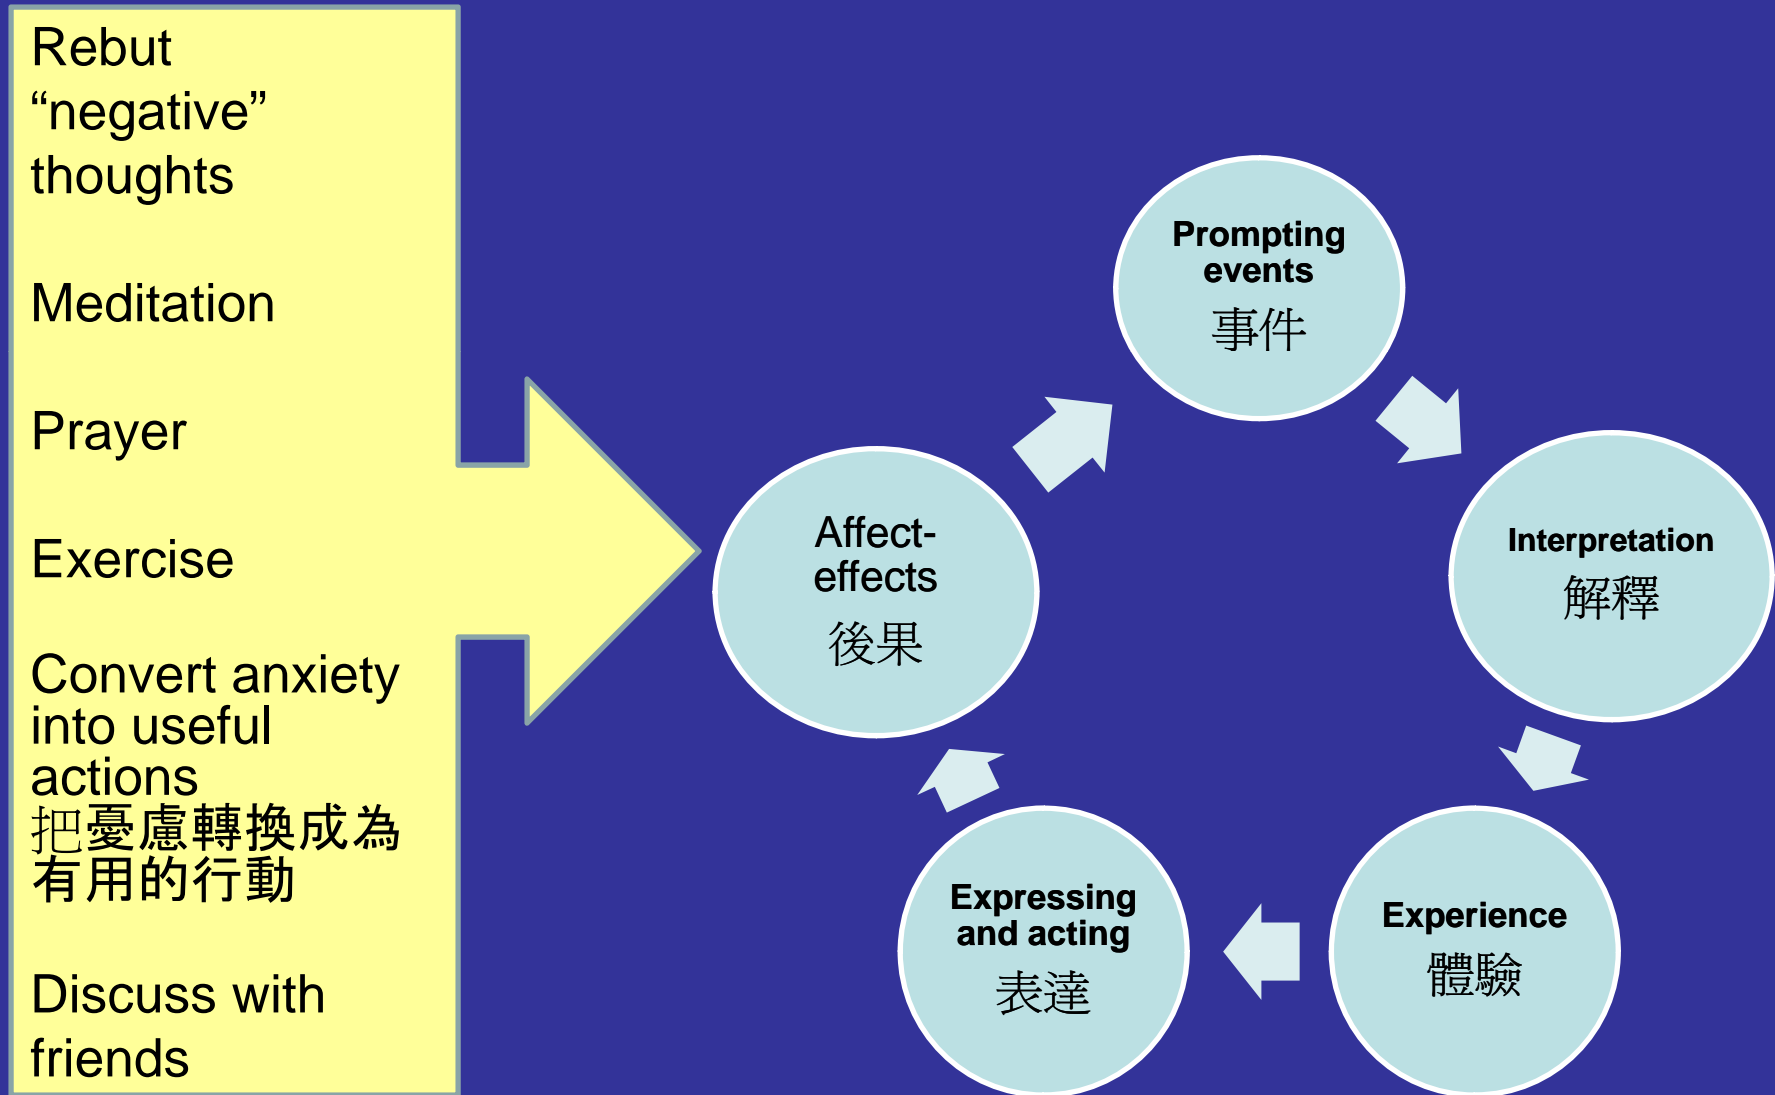 Rebut
“negative”
thoughts
Meditation
Prayer
Exercise
Convert anxiety
into useful
actions
把憂慮轉換成為
有用的行動
Discuss with
friends
Prompting
events
事件
Interpretation
解釋
Experience
體驗
Expressing
and acting
表達
Affect-
effects
後果